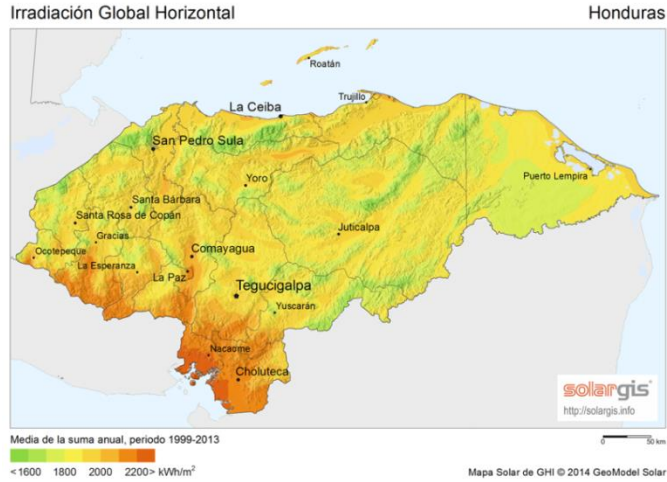 Irradiación Global Horizontal
Honduras
Roatán
Trujillo
La Ceiba
San Pedro Sula
Puerto Lempira
Yoro
Santa Bárbara
Santa Rosa de Copán
Gracias
Juticalpa
Ocotepeque
Comayagua
La Esperanza
La Paz
Tegucigalpa
Yuscarán
Nacaome
Choluteca
solargis
http://solargis.info
Media de la suma anual, periodo 1999-2013
0 50 km
<1600 1800 2000 2200> kWh/m²
Mapa Solar de GHI © 2014 GeoModel Solar